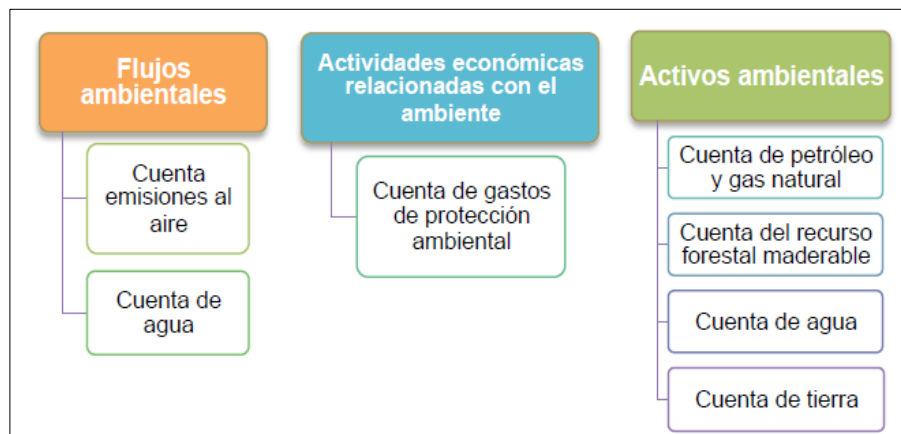 Flujos
ambientales
Cuenta
emisiones al
aire
Cuenta de
agua
Actividades económicas
relacionadas con el
ambiente
Cuenta de gastos
de protección
ambiental
Activos ambientales
Cuenta de petróleo
y gas natural
Cuenta del recurso
forestal maderable
Cuenta de agua
Cuenta de tierra